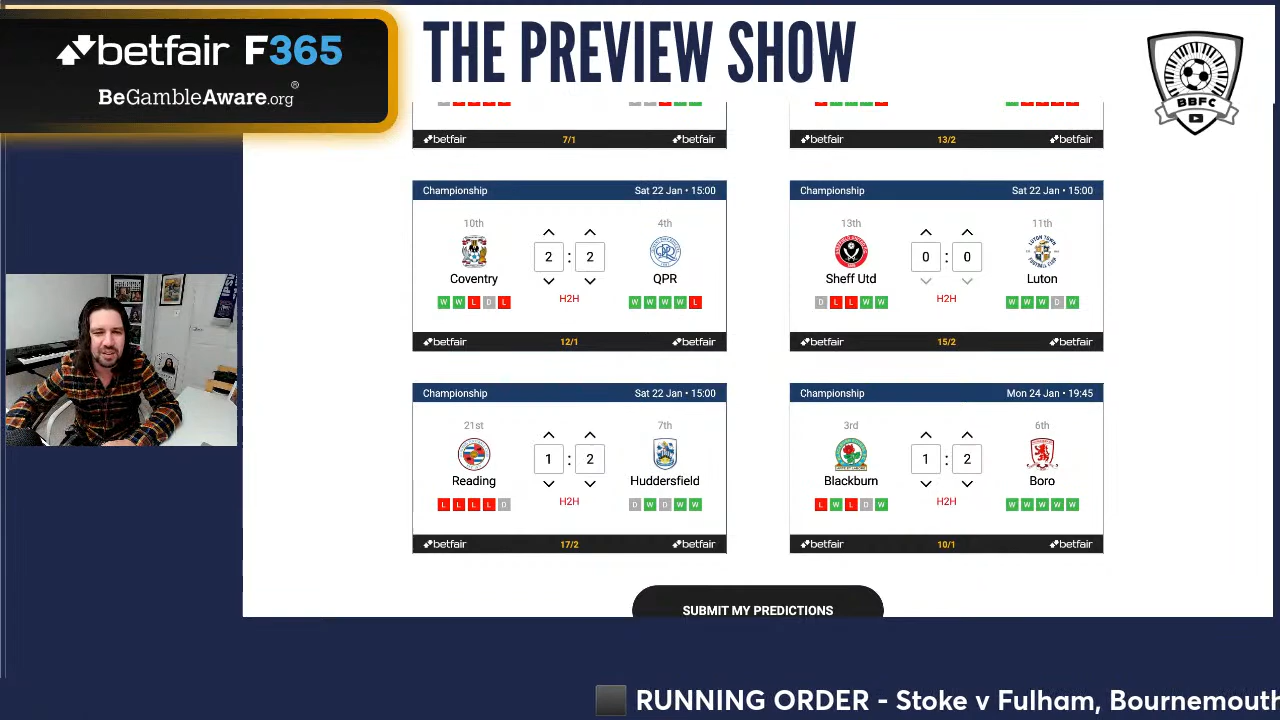 betfair F365
BeGambleAware.org®
THE PREVIEW SHOW
BBFC
betfair 7/1 betfair
betfair 13/2 betfair
Championship Sat 22 Jan • 15:00
10th 4th
2 : 2
Coventry QPR
H2H
W W L D L W W W W L
betfair 12/1 betfair
Championship Sat 22 Jan • 15:00
13th 11th
0 : 0
Sheff Utd Luton
H2H
D L L W W W W W D W
betfair 15/2 betfair
Championship Sat 22 Jan • 15:00
21st 7th
1 : 2
Reading Huddersfield
H2H
L L L L D D W D W W
betfair 17/2 betfair
Championship Mon 24 Jan • 19:45
3rd 6th
1 : 2
Blackburn Boro
H2H
L W L D W W W W W W
betfair 10/1 betfair
SUBMIT MY PREDICTIONS
RUNNING ORDER - Stoke v Fulham, Bournemouth